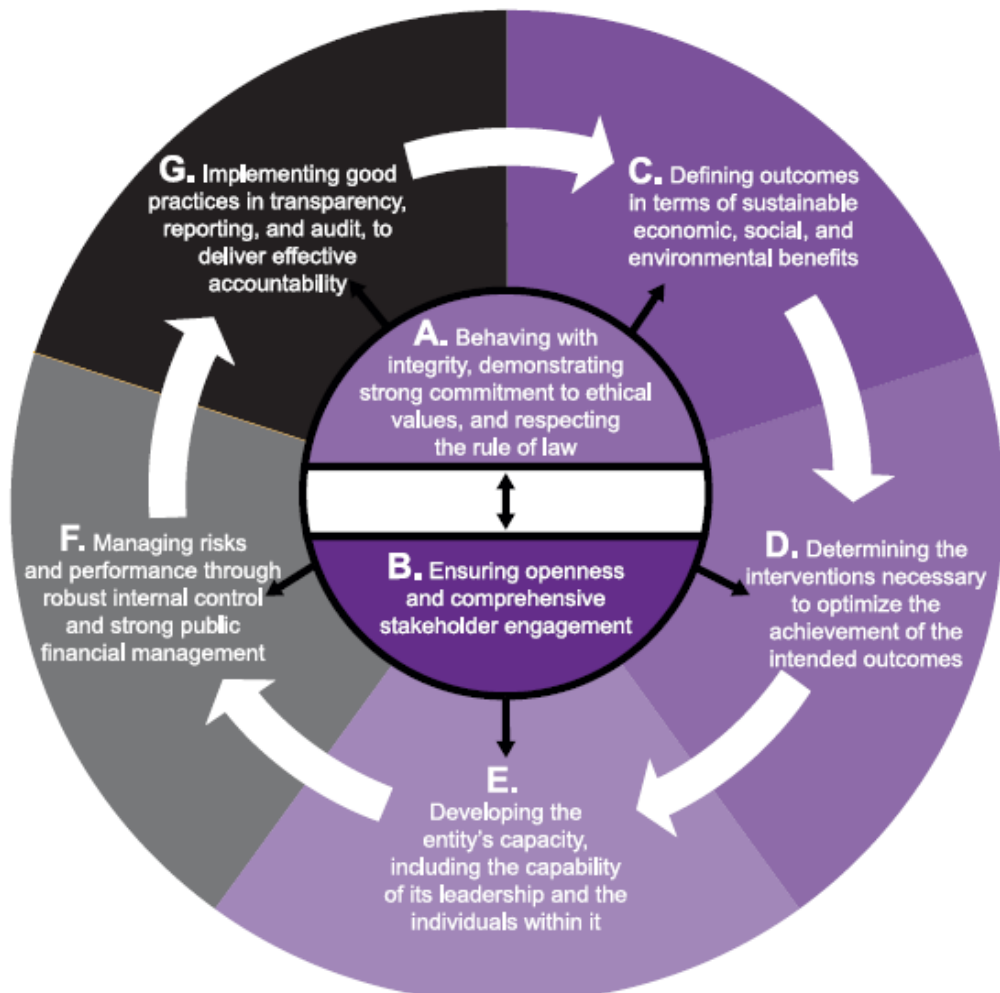 A. Behaving with
integrity, demonstrating
strong commitment to ethical
values, and respecting
the rule of law
B. Ensuring openness
and comprehensive
stakeholder engagement
C. Defining outcomes
in terms of sustainable
economic, social, and
environmental benefits
D. Determining the
interventions necessary
to optimize the
achievement of the
intended outcomes
E.
Developing the
entity's capacity,
including the capability
of its leadership and the
individuals within it
F. Managing risks
and performance through
robust internal control
and strong public
financial management
G. Implementing good
practices in transparency,
reporting, and audit, to
deliver effective
accountability